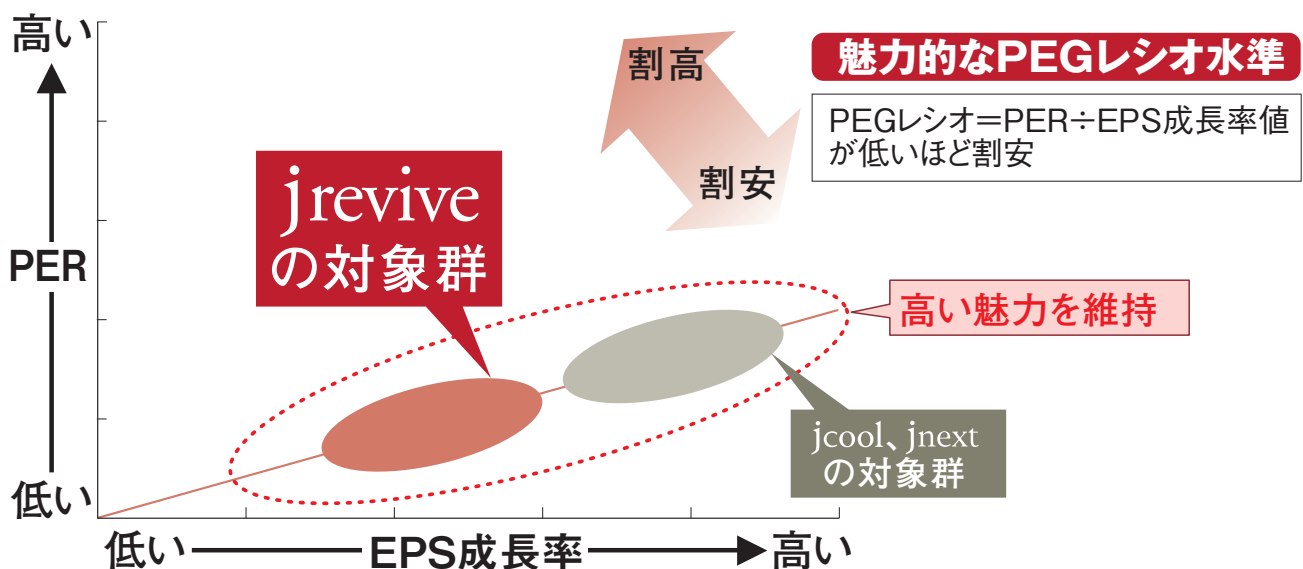 高い
PER
低い
低い
EPS成長率
高い
割高
割安
魅力的なPEGレシオ水準
PEGレシオ＝PER÷EPS成長率値
が低いほど割安
jrevive
の対象群
高い魅力を維持
jcool、jnext
の対象群